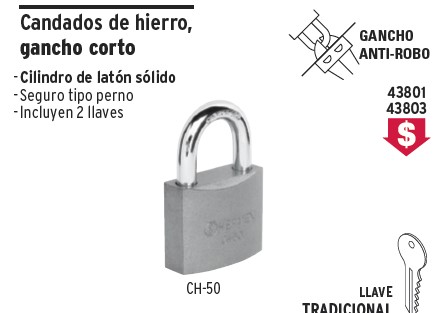 Candados de hierro,
gancho corto
- Cilindro de latón sólido
- Seguro tipo perno
- Incluyen 2 llaves
GANCHO
ANTI-ROBO
43801
43803
$
CH-50
LLAVE
TRADICIONAL